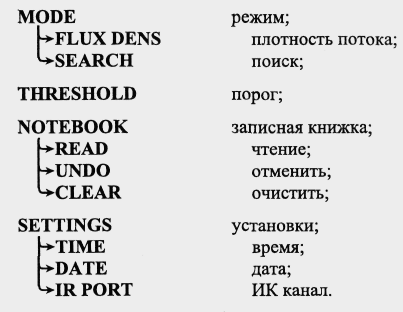 MODE режим;
FLUX DENS плотность потока;
SEARCH поиск;
THRESHOLD порог;
NOTEBOOK записная книжка;
READ чтение;
UNDO отменить;
CLEAR очистить;
SETTINGS установки;
TIME время;
DATE дата;
IR PORT ИК канал.